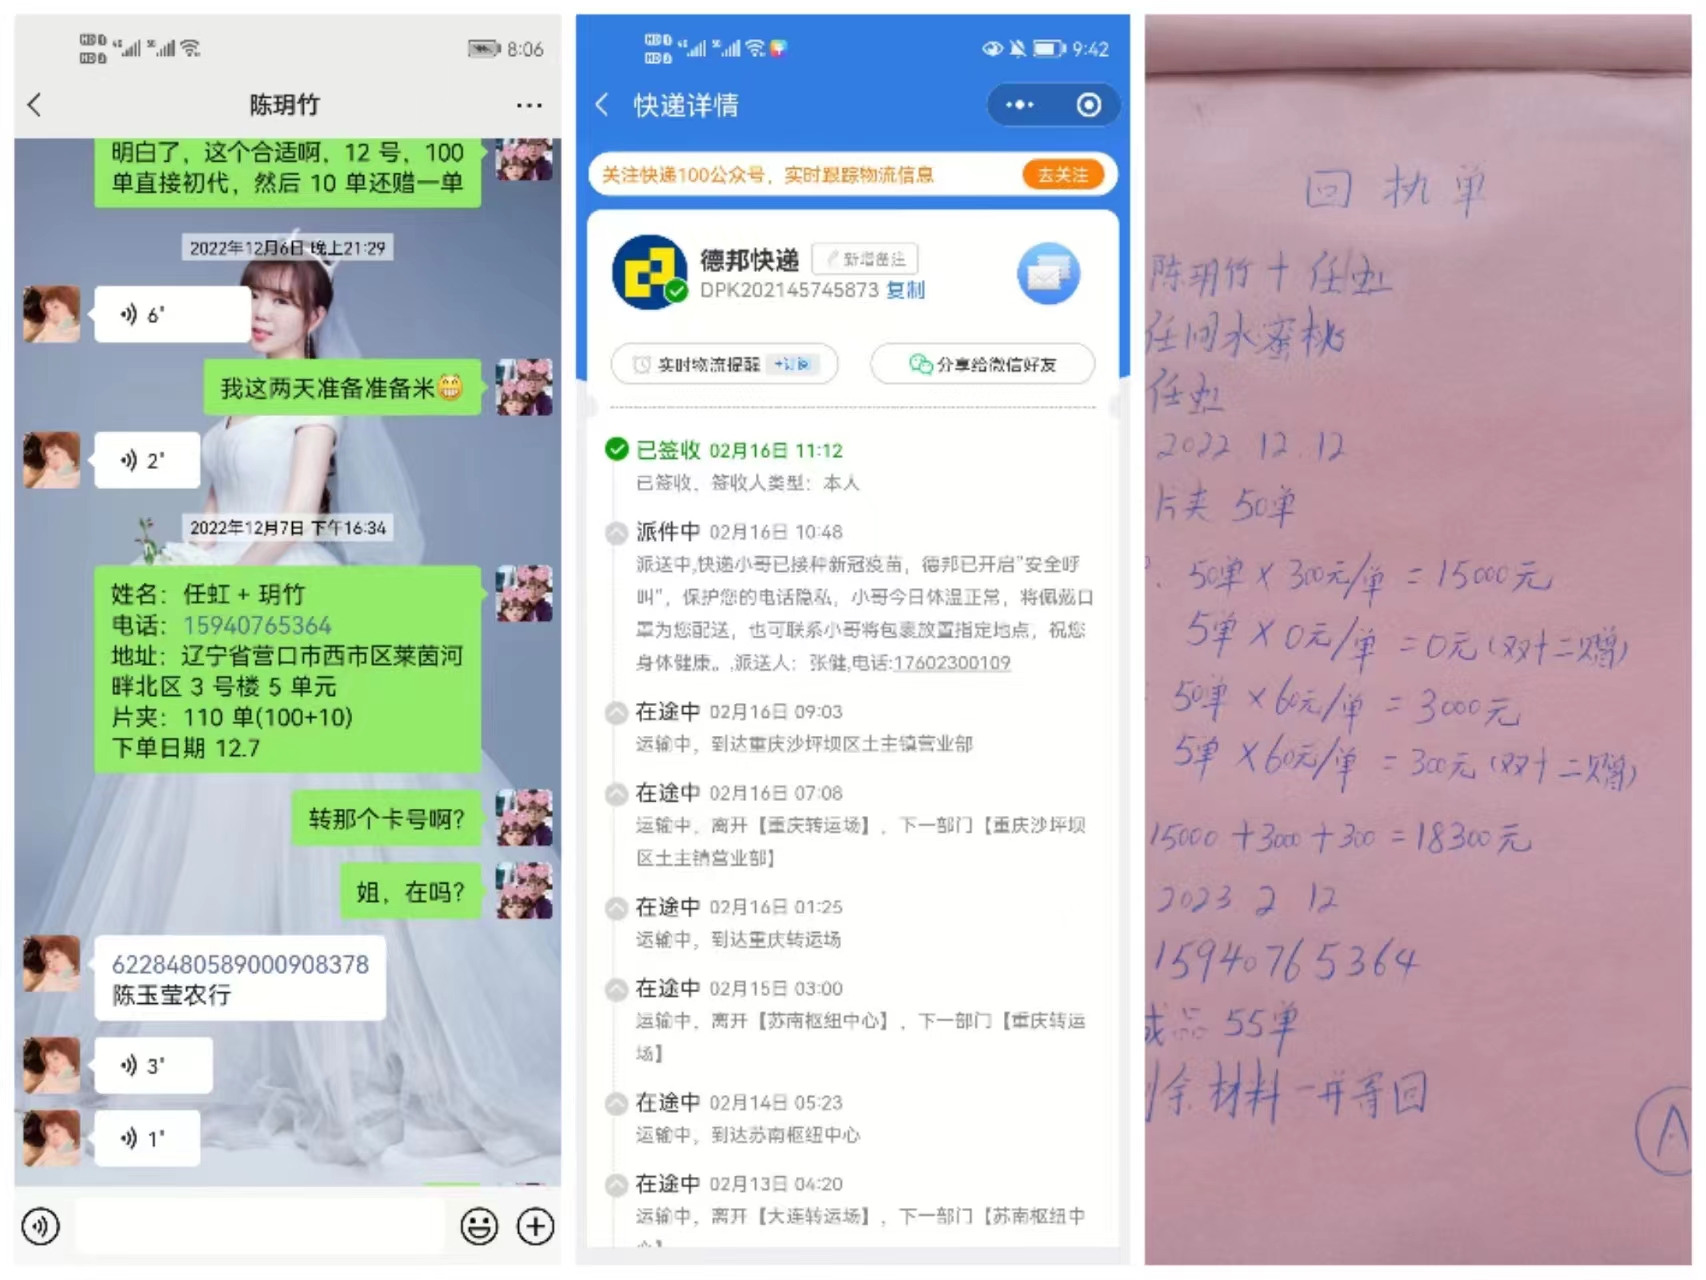 8:06
陈玥竹
明白了，这个合适啊，12 号，100
单直接初代，然后 10 单还赠一单
2022年12月6日 晚上21:29
6"
我这两天准备准备米
2"
2022年12月7日 下午16:34
姓名：任虹 + 玥竹
电话：15940765364
地址：辽宁省营口市西市区莱茵河
畔北区 3 号楼 5 单元
片夹：110 单(100+10)
下单日期 12.7
转那个卡号啊？
姐，在吗？
6228480589000908378
陈玉莹农行
3"
1"
9:42
快递详情
关注快递100公众号，实时跟踪物流信息
去关注
德邦快递
新增备注
DPK202145745873 复制
实时物流提醒 +订阅
分享给微信好友
已签收 02月16日 11:12
已签收，签收人类型：本人
派件中 02月16日 10:48
派送中,快递小哥已接种新冠疫苗，德邦已开启"安全呼
叫"，保护您的电话隐私，小哥今日体温正常，将佩戴口
罩为您配送，也可联系小哥将包裹放置指定地点，祝您
身体健康。,派送人：张健,电话:17602300109
在途中 02月16日 09:03
运输中，到达重庆沙坪坝区土主镇营业部
在途中 02月16日 07:08
运输中，离开【重庆转运场】，下一部门【重庆沙坪坝
区土主镇营业部】
在途中 02月16日 01:25
运输中，到达重庆转运场
在途中 02月15日 03:00
运输中，离开【苏南枢纽中心】，下一部门【重庆转运
场】
在途中 02月14日 05:23
运输中，到达苏南枢纽中心
在途中 02月13日 04:20
运输中，离开【大连转运场】，下一部门【苏南枢纽中
回执单
陈玥竹+任虹
任同水蜜桃
任虹
2022.12.12
片夹 50单
50单×300元/单=15000元
5单×0元/单=0元(双十二赠)
50单×60元/单=3000元
5单×60元/单=300元(双十二赠)
15000+3000+300=18300元
2023 2 12
15940765364
成品 55单
余材料一并寄回
A